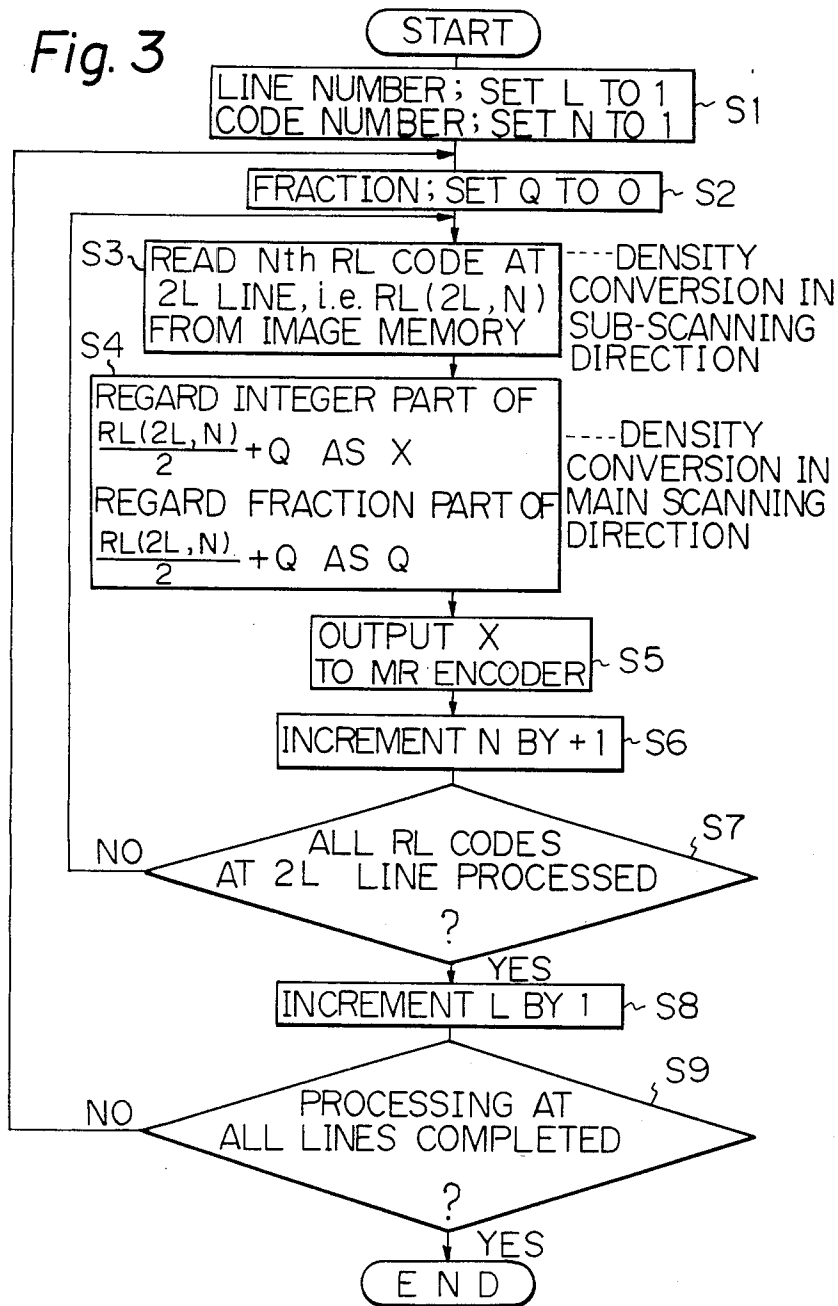 Fig. 3
START
LINE NUMBER; SET L TO 1
CODE NUMBER; SET N TO 1
S1
FRACTION; SET Q TO 0
S2
S3
READ Nth RL CODE AT
2L LINE, i.e. RL(2L,N)
FROM IMAGE MEMORY
----DENSITY
CONVERSION IN
SUB-SCANNING
DIRECTION
S4
REGARD INTEGER PART OF
RL(2L,N)/2 +Q AS X
REGARD FRACTION PART OF
RL(2L,N)/2 +Q AS Q
----DENSITY
CONVERSION IN
MAIN SCANNING
DIRECTION
OUTPUT X
TO MR ENCODER
S5
INCREMENT N BY +1
S6
ALL RL CODES
AT 2L LINE PROCESSED
?
S7
NO
YES
INCREMENT L BY 1
S8
PROCESSING AT
ALL LINES COMPLETED
?
S9
NO
YES
END